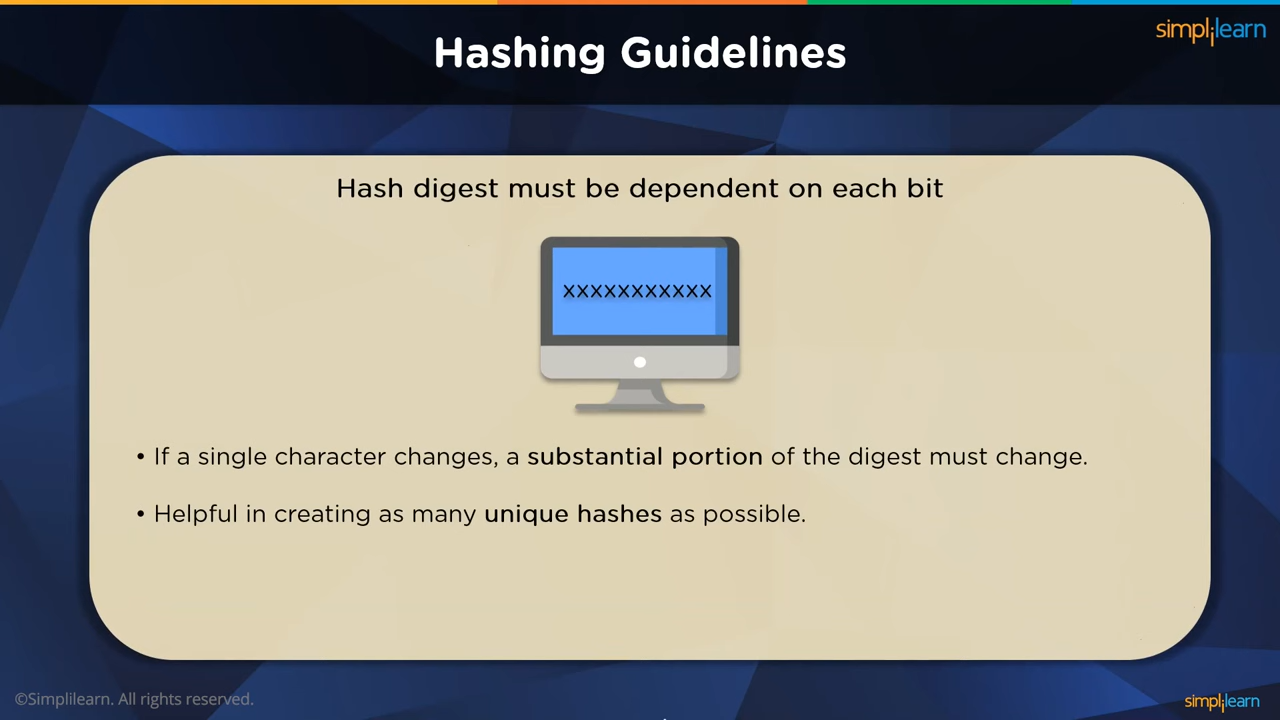 simplilearn
Hashing Guidelines
Hash digest must be dependent on each bit
xxxxxxxxxxx
• If a single character changes, a substantial portion of the digest must change.
• Helpful in creating as many unique hashes as possible.
©Simplilearn. All rights reserved.
simplilearn